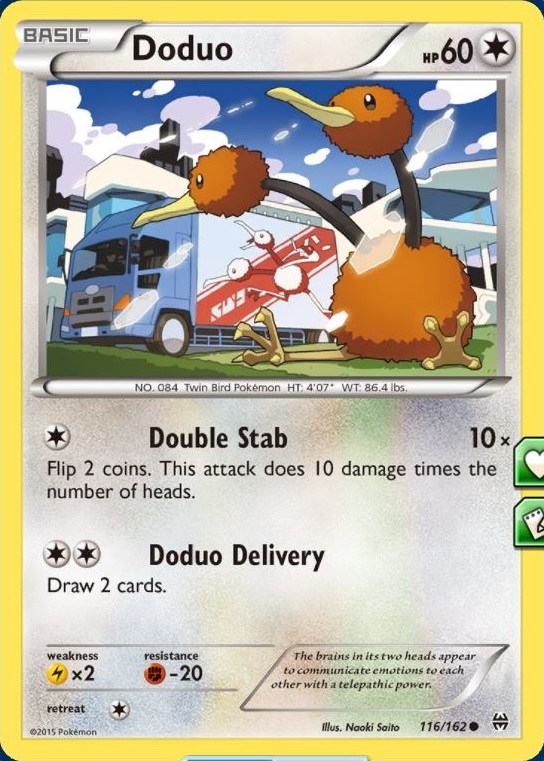 BASIC
Doduo
HP60
NO. 084 Twin Bird Pokémon HT: 4'07" WT: 86.4 lbs.
Double Stab 10×
Flip 2 coins. This attack does 10 damage times the
number of heads.
Doduo Delivery
Draw 2 cards.
weakness
×2
resistance
-20
retreat
The brains in its two heads appear
to communicate emotions to each
other with a telepathic power.
©2015 Pokémon
Illus. Naoki Saito
116/162